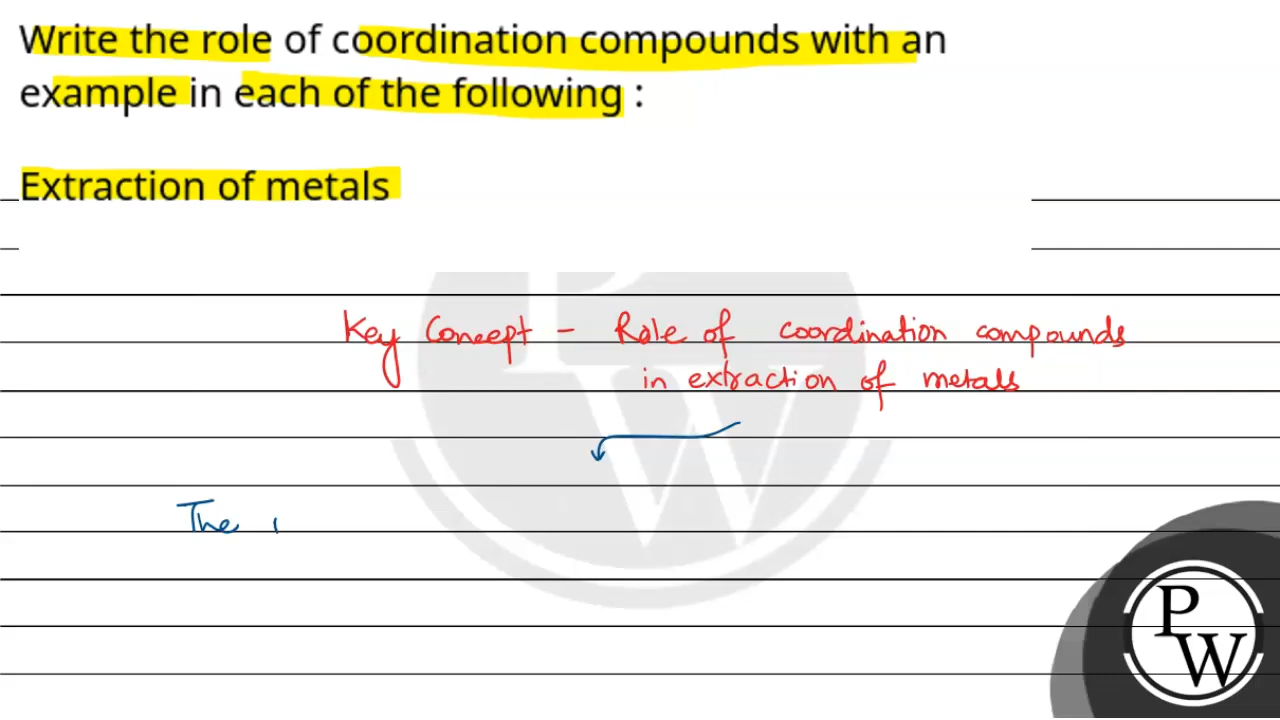 Write the role of coordination compounds with an
example in each of the following :
Extraction of metals
Key Concept - Role of coordination compounds
in extraction of metals
The
P
W